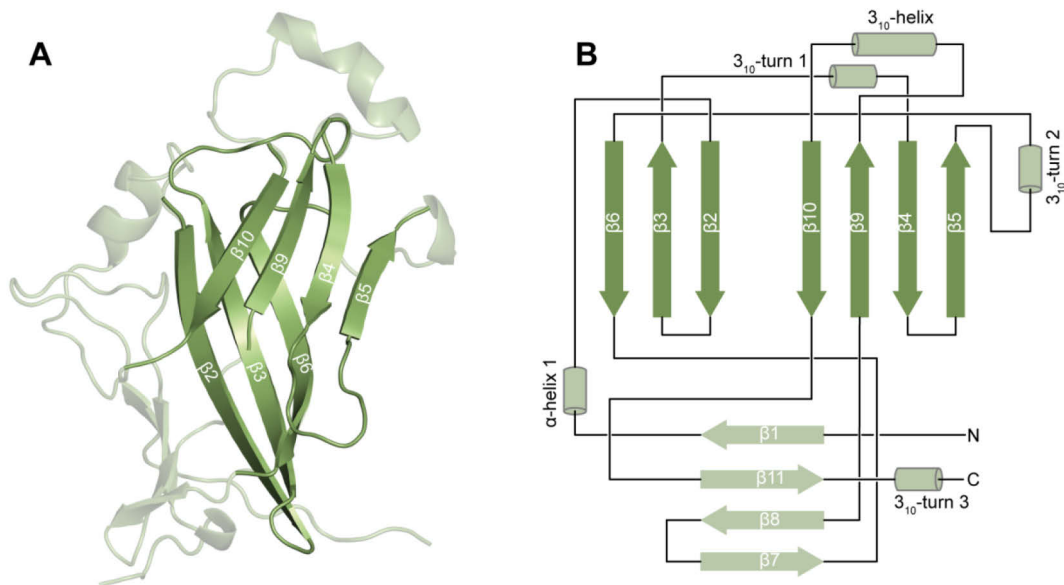 A
β10
β9
β4
β5
β2
β3
β6
B
3₁₀-helix
3₁₀-turn 1
3₁₀-turn 2
β6
β3
β2
β10
β9
β4
β5
α-helix 1
β1
N
β11
C
3₁₀-turn 3
β8
β7